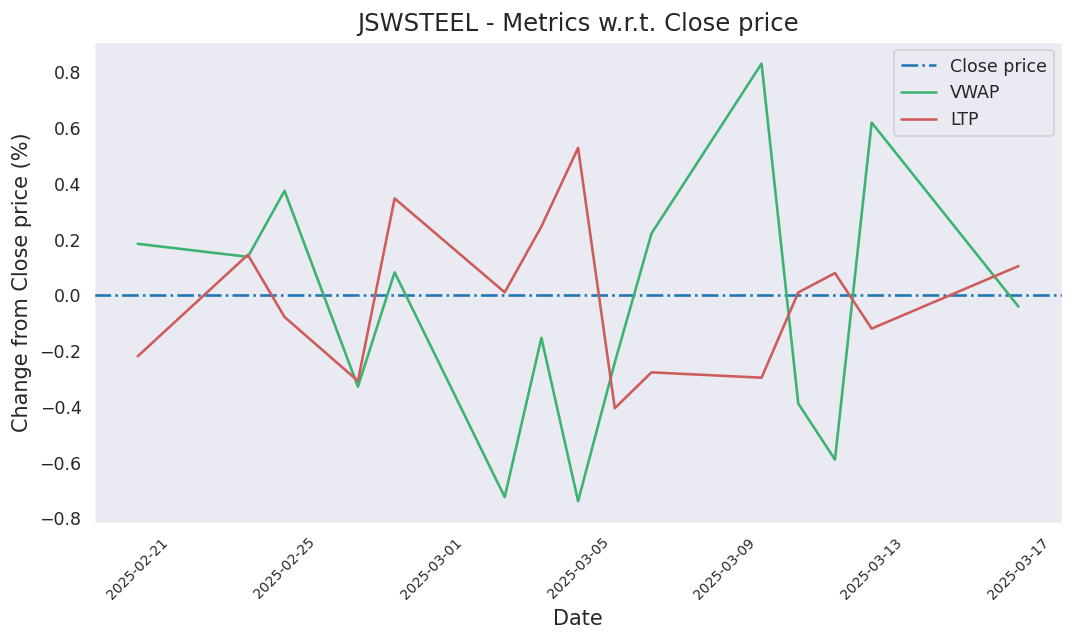 JSWSTEEL - Metrics w.r.t. Close price
Close price
VWAP
LTP
Change from Close price (%)
0.8
0.6
0.4
0.2
0.0
−0.2
−0.4
−0.6
−0.8
2025-02-21
2025-02-25
2025-03-01
2025-03-05
2025-03-09
2025-03-13
2025-03-17
Date